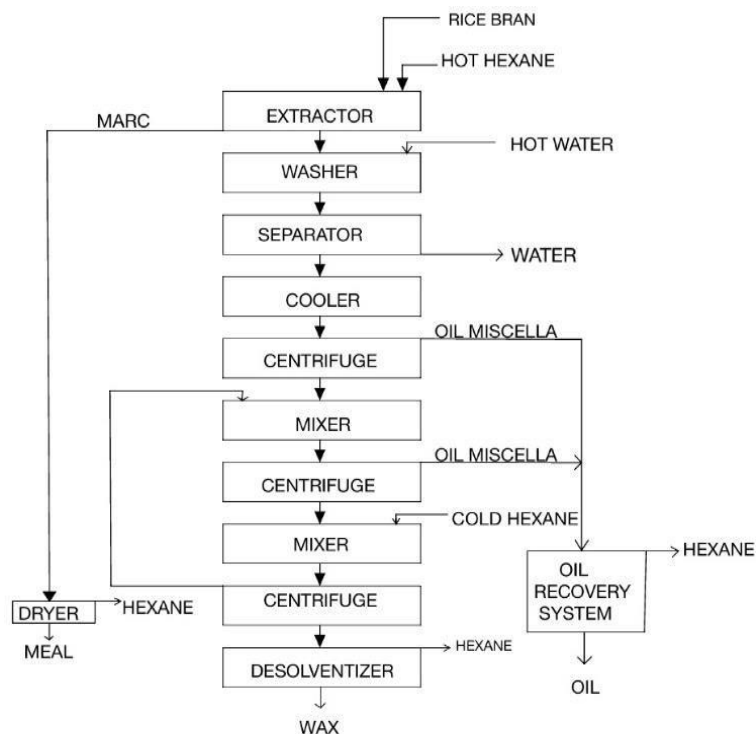 RICE BRAN
HOT HEXANE
MARC
EXTRACTOR
HOT WATER
WASHER
SEPARATOR
WATER
COOLER
OIL MISCELLA
CENTRIFUGE
MIXER
OIL MISCELLA
CENTRIFUGE
COLD HEXANE
MIXER
HEXANE
OIL
RECOVERY
SYSTEM
CENTRIFUGE
DRYER
HEXANE
MEAL
HEXANE
DESOLVENTIZER
OIL
WAX